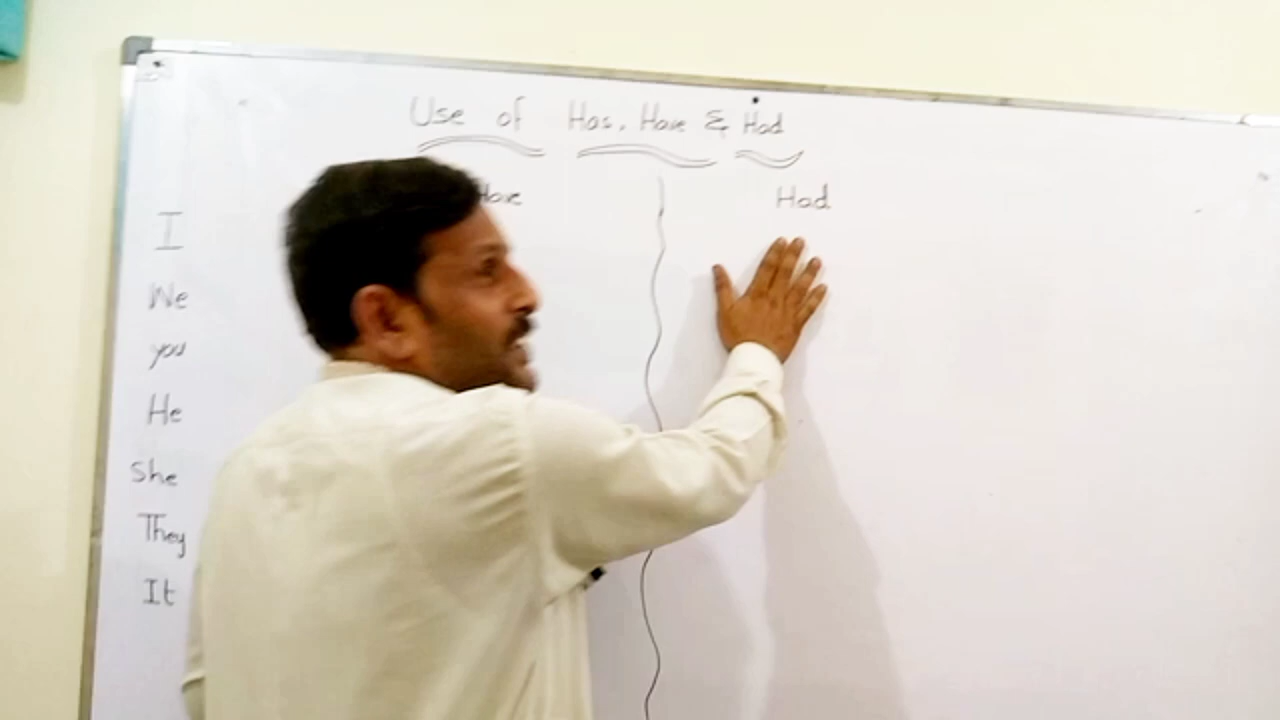 Use of Has, Have & Had
Have
Had
I
We
you
He
She
They
It